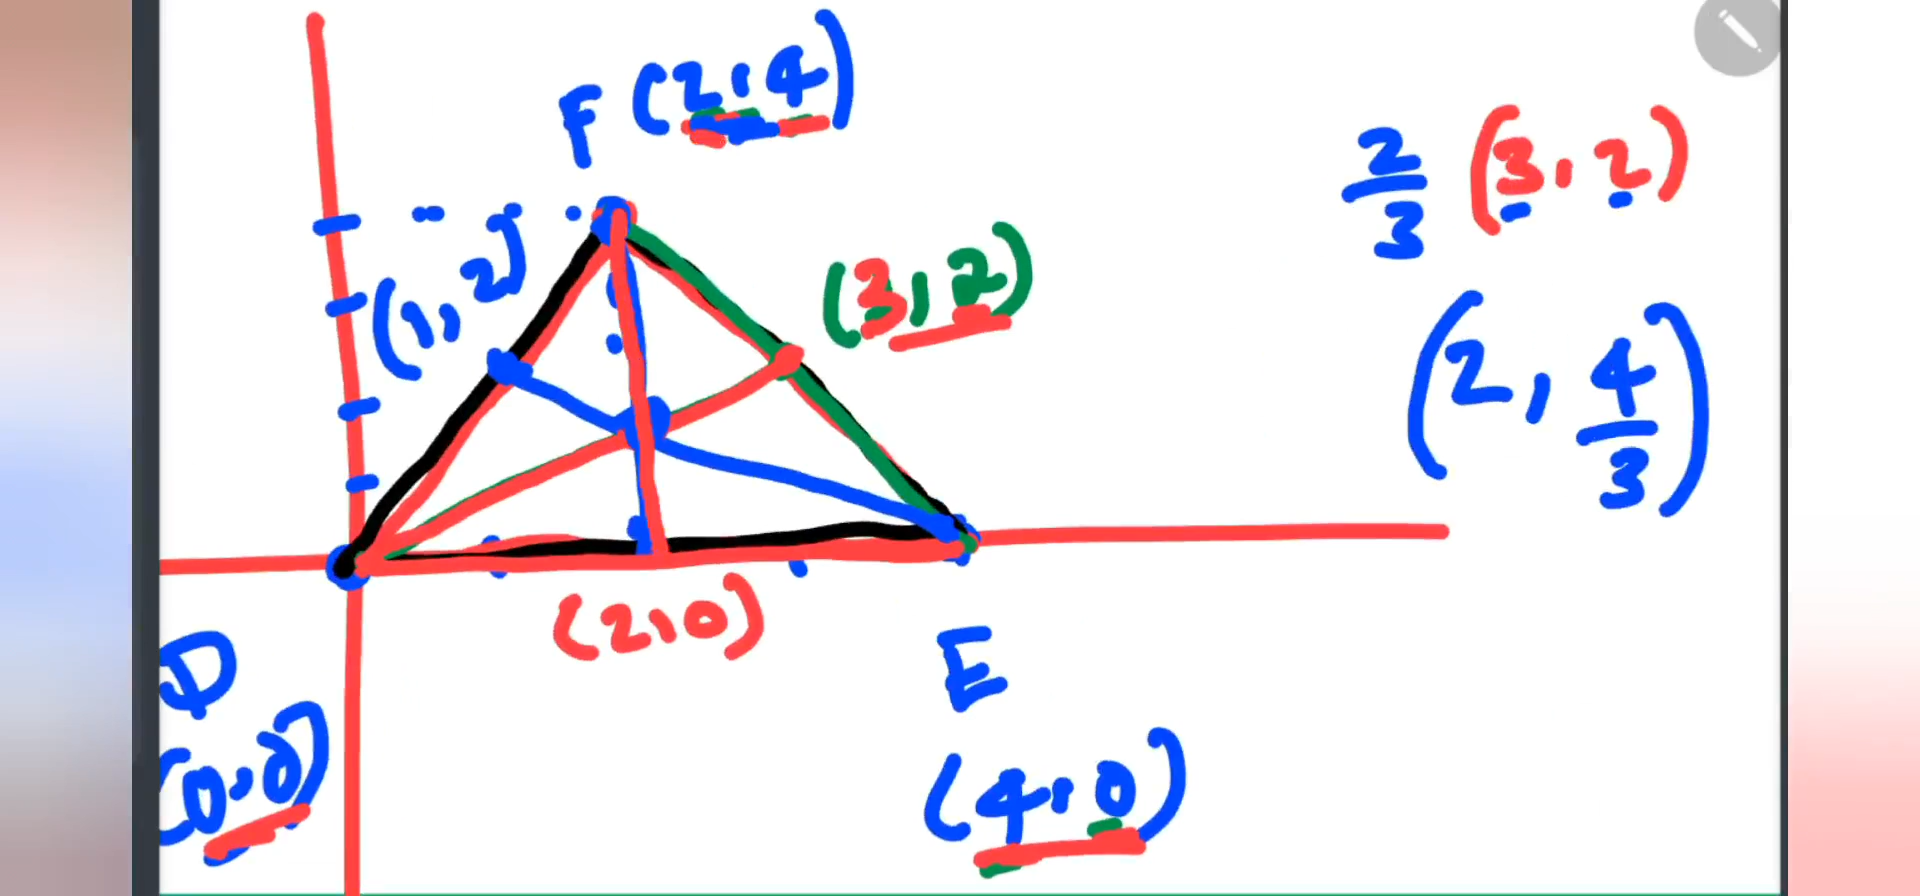 F (2,4)
2/3 (3,2)
(1,2)
(3,2)
(2, 4/3)
(2,0)
D
E
(0,0)
(4,0)